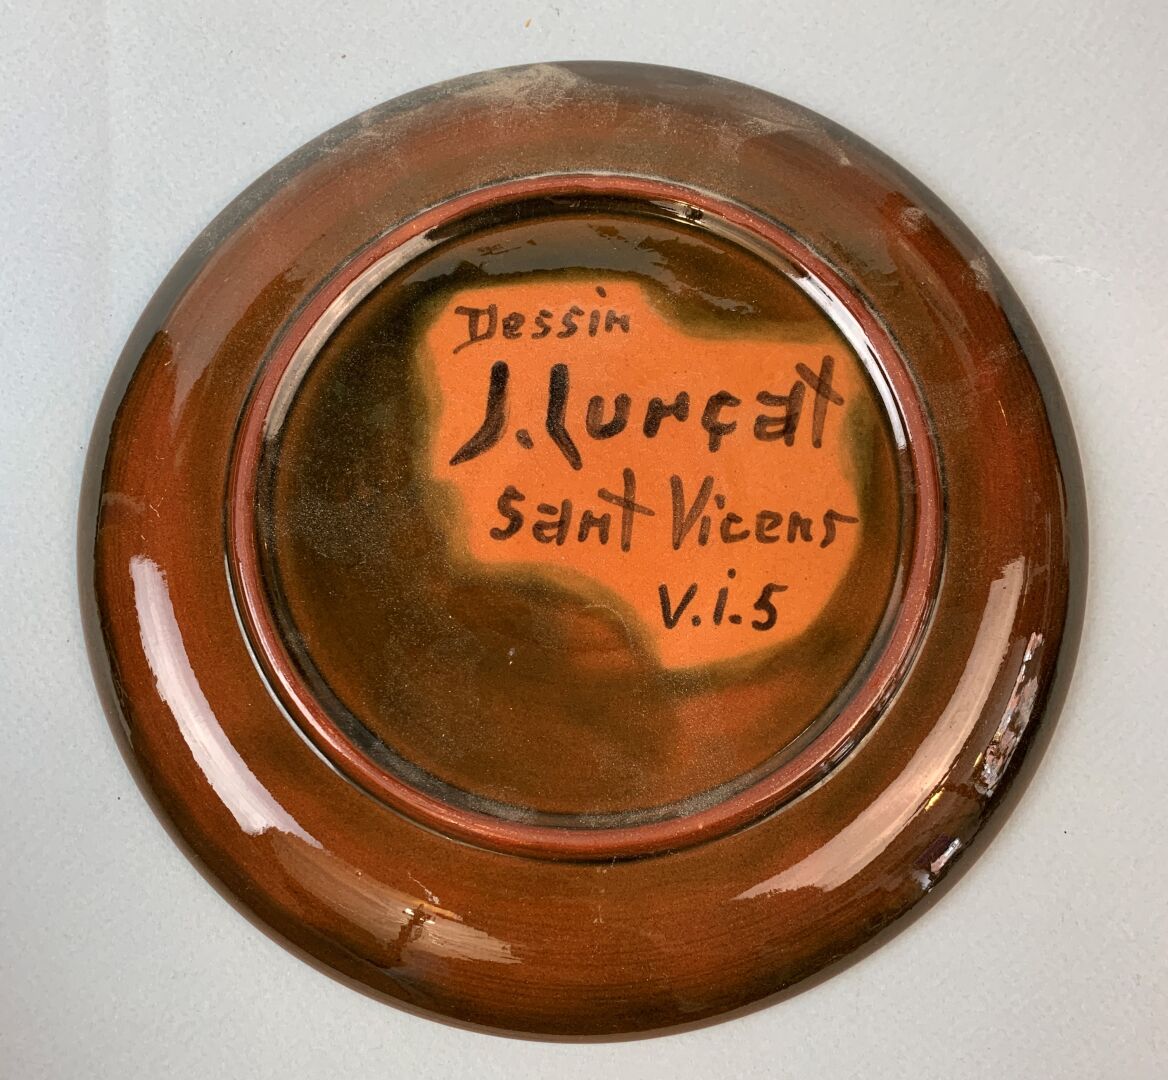 Dessin
J. Lurçat
Sant Vicens
V.i.5